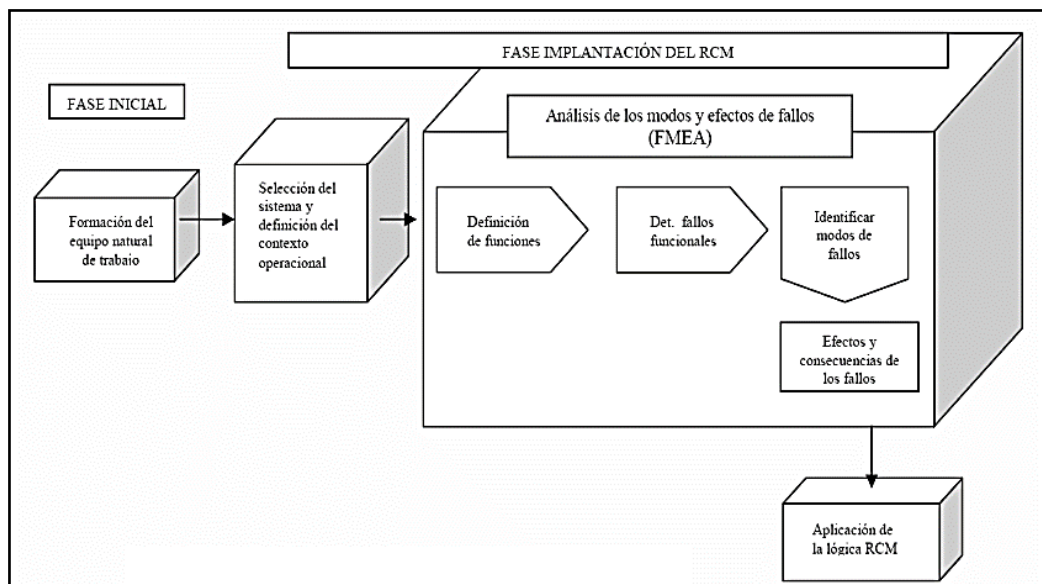 FASE IMPLANTACIÓN DEL RCM
FASE INICIAL
Análisis de los modos y efectos de fallos
(FMEA)
Formación del
equipo natural
de trabajo
Selección del
sistema y
definición del
contexto
operacional
Definición
de funciones
Det. fallos
funcionales
Identificar
modos de
fallos
Efectos y
consecuencias de
los fallos
Aplicación de
la lógica RCM